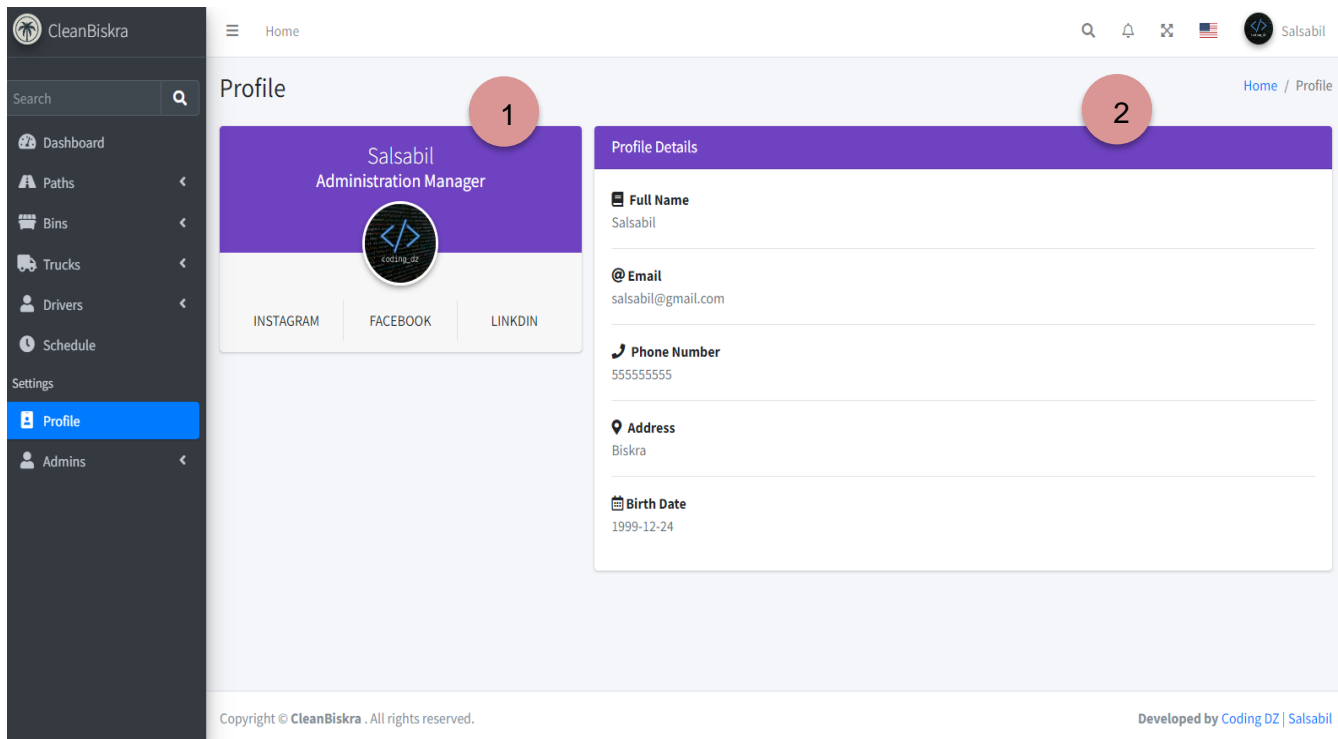 CleanBiskra
Home
Salsabil
Search
Dashboard
Paths
Bins
Trucks
Drivers
Schedule
Settings
Profile
Admins
Profile
Home / Profile
1
Salsabil
Administration Manager
coding_dz
INSTAGRAM
FACEBOOK
LINKDIN
2
Profile Details
Full Name
Salsabil
@ Email
salsabil@gmail.com
Phone Number
555555555
Address
Biskra
Birth Date
1999-12-24
Copyright © CleanBiskra . All rights reserved.
Developed by Coding DZ | Salsabil